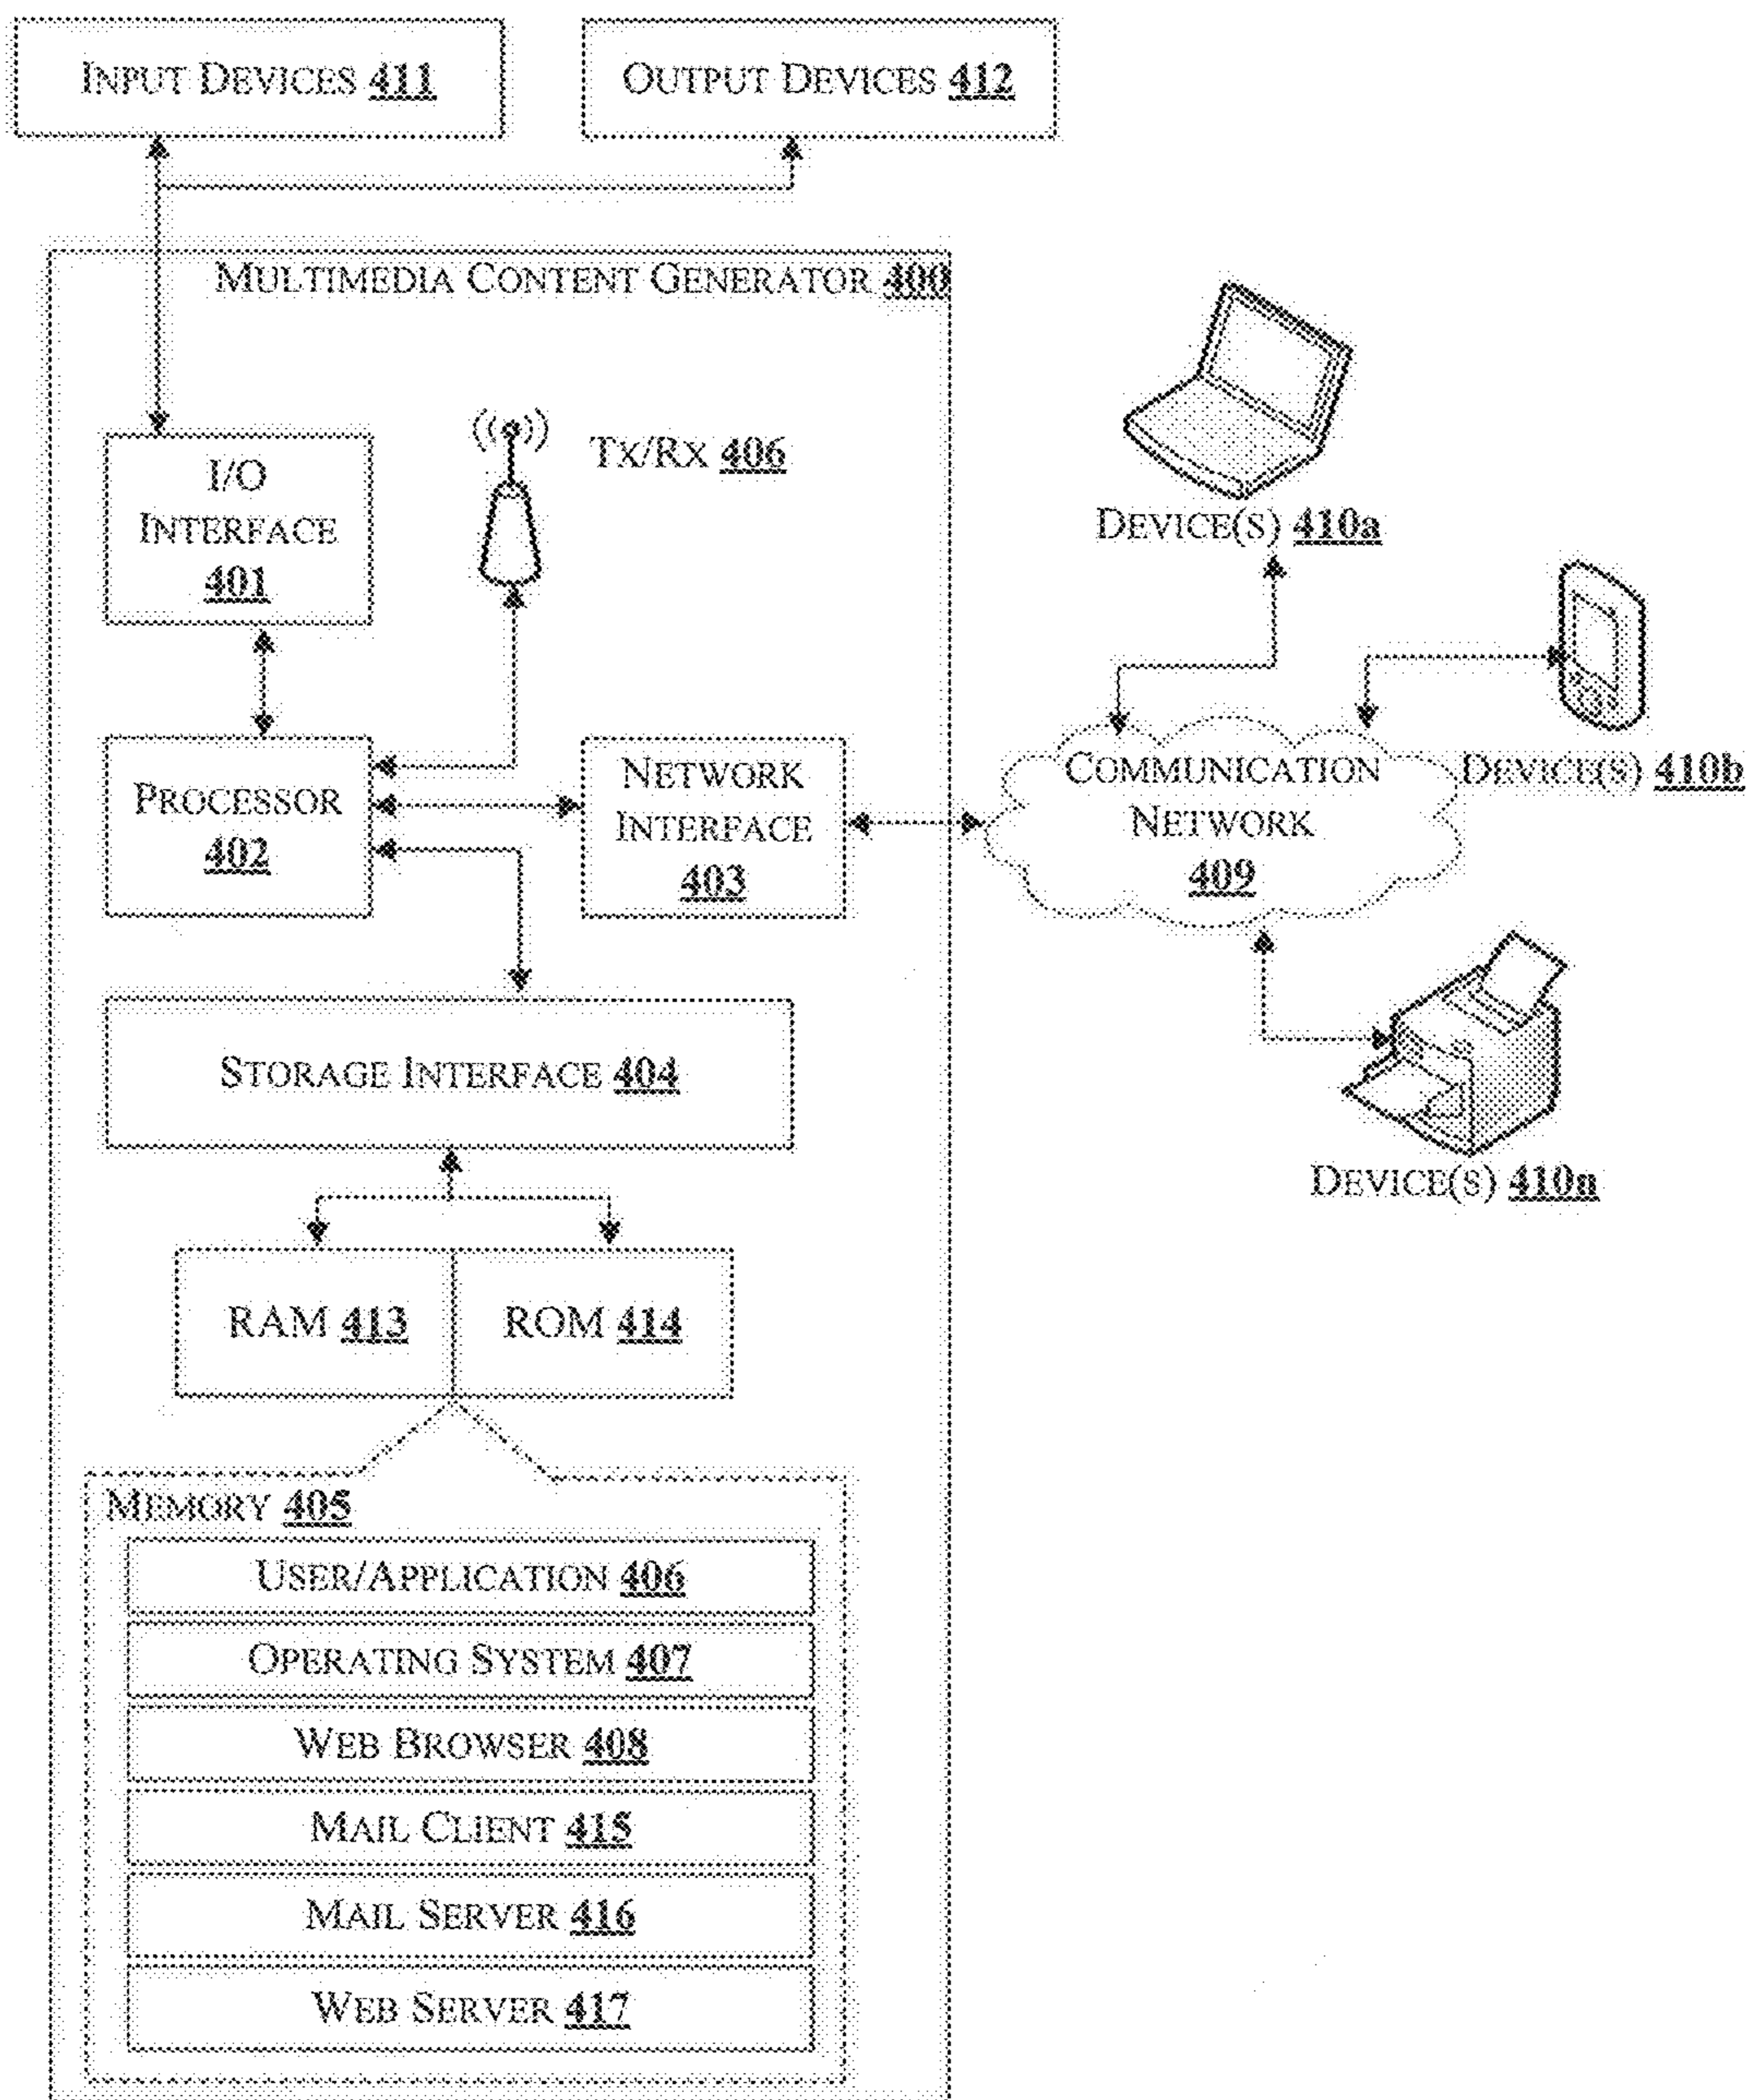 INPUT DEVICES 411
OUTPUT DEVICES 412
MULTIMEDIA CONTENT GENERATOR 400
I/O
INTERFACE
401
TX/RX 406
DEVICE(S) 410a
PROCESSOR
402
NETWORK
INTERFACE
403
COMMUNICATION
NETWORK
409
DEVICE(S) 410b
STORAGE INTERFACE 404
DEVICE(S) 410n
RAM 413
ROM 414
MEMORY 405
USER/APPLICATION 406
OPERATING SYSTEM 407
WEB BROWSER 408
MAIL CLIENT 415
MAIL SERVER 416
WEB SERVER 417